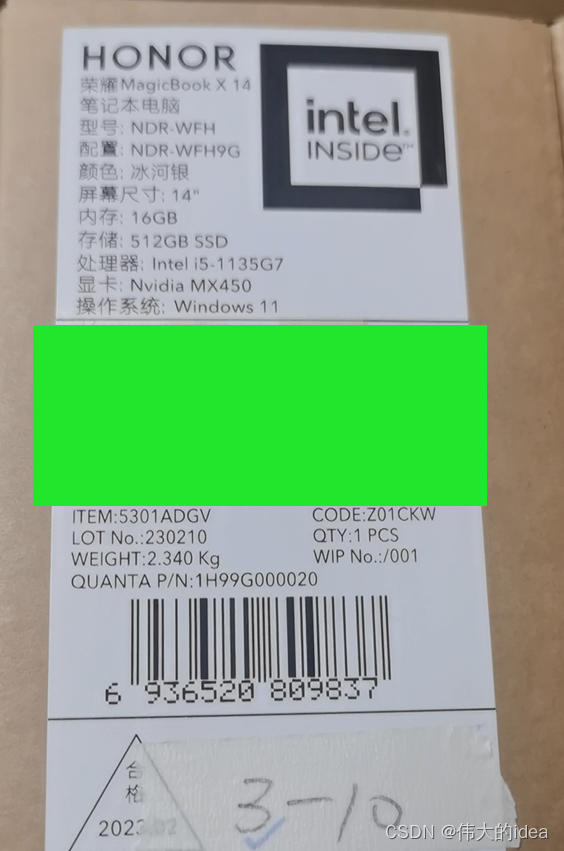 HONOR
荣耀MagicBook X 14
笔记本电脑
型号: NDR-WFH
配置: NDR-WFH9G
颜色: 冰河银
屏幕尺寸: 14"
内存: 16GB
存储: 512GB SSD
处理器: Intel i5-1135G7
显卡: Nvidia MX450
操作系统: Windows 11
intel.
INSIDE™
ITEM:5301ADGV
CODE:Z01CKW
LOT No.:230210
QTY:1 PCS
WEIGHT:2.340 Kg
WIP No.:/001
QUANTA P/N:1H99G000020
6 936520 809837
合
格
2023.02
3-10
CSDN @伟大的idea